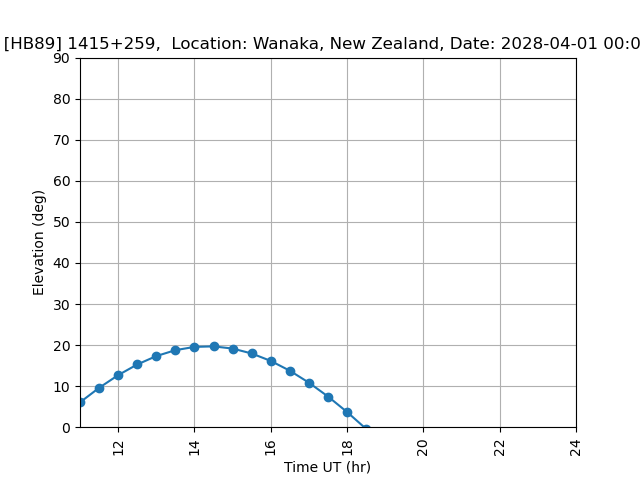 [HB89] 1415+259, Location: Wanaka, New Zealand, Date: 2028-04-01 00:0
90
80
70
60
50
40
30
20
10
0
Elevation (deg)
12 14 16 18 20 22 24
Time UT (hr)